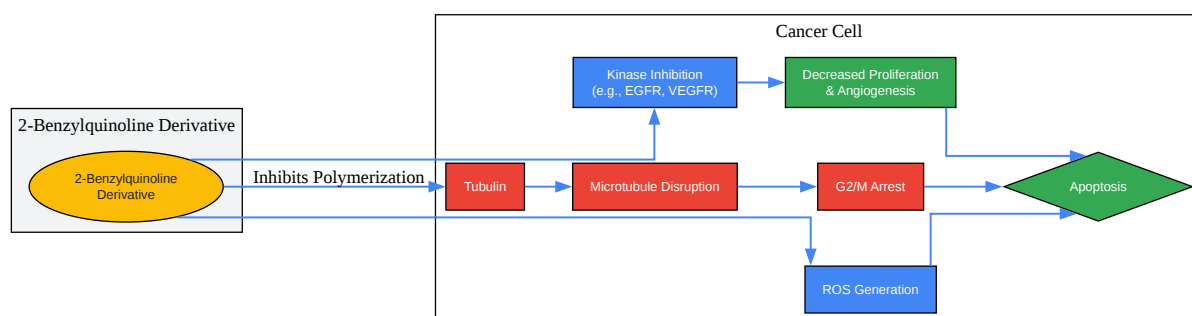 Cancer Cell
Kinase Inhibition
(e.g., EGFR, VEGFR)
Decreased Proliferation
& Angiogenesis
2-Benzylquinoline Derivative
2-Benzylquinoline
Derivative
Inhibits Polymerization
Tubulin
Microtubule Disruption
G2/M Arrest
Apoptosis
ROS Generation